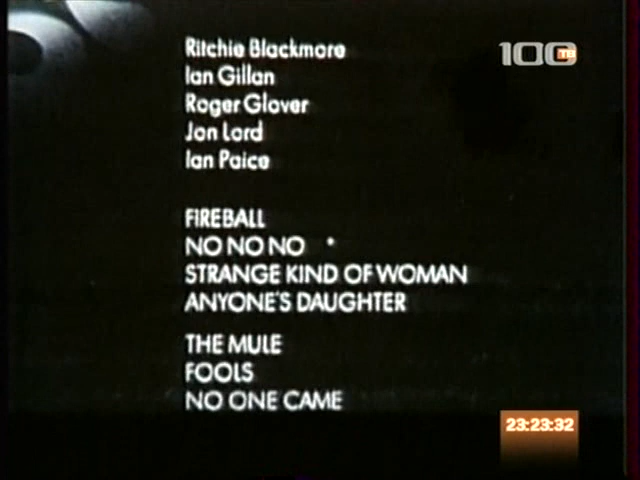 Ritchie Blackmore
Ian Gillan
Roger Glover
Jon Lord
Ian Paice
FIREBALL
NO NO NO
STRANGE KIND OF WOMAN
ANYONE'S DAUGHTER
THE MULE
FOOLS
NO ONE CAME
100
ТВ
23:23:32